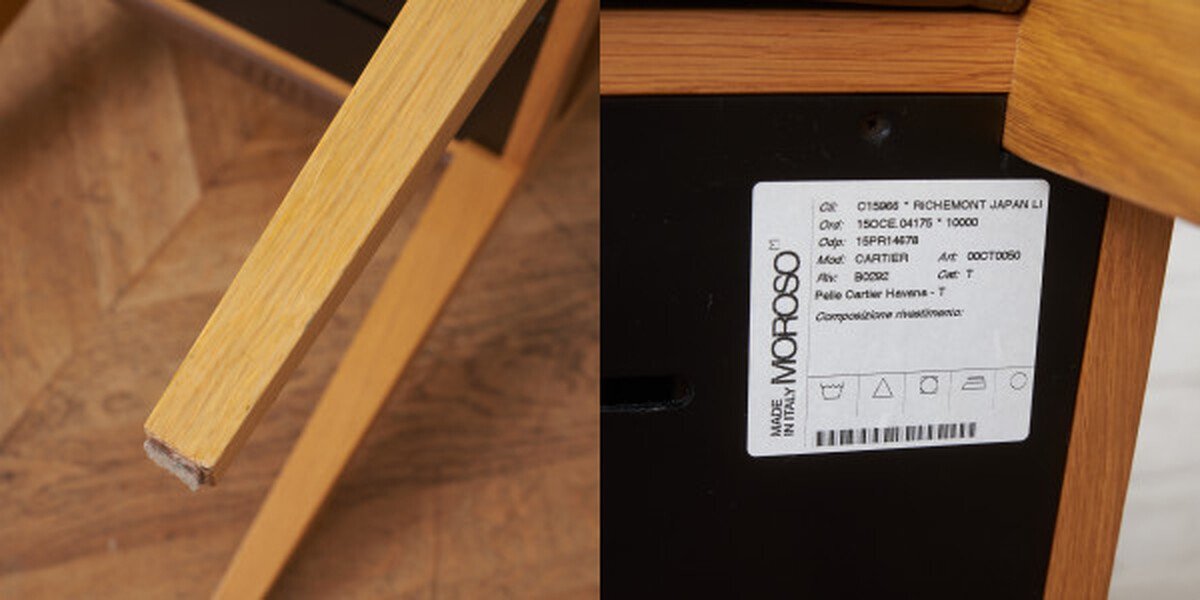 Cli: C15966 * RICHEMONT JAPAN LI
Ord: 15OCE.04175 * 10000
Odp: 15PR14678
Mod: CARTIER Art: 00CT0050
Riv: B0292 Cat: T
Pelle Cartier Havana - T
Composizione rivestimento:
MADE
IN ITALY
MOROSO